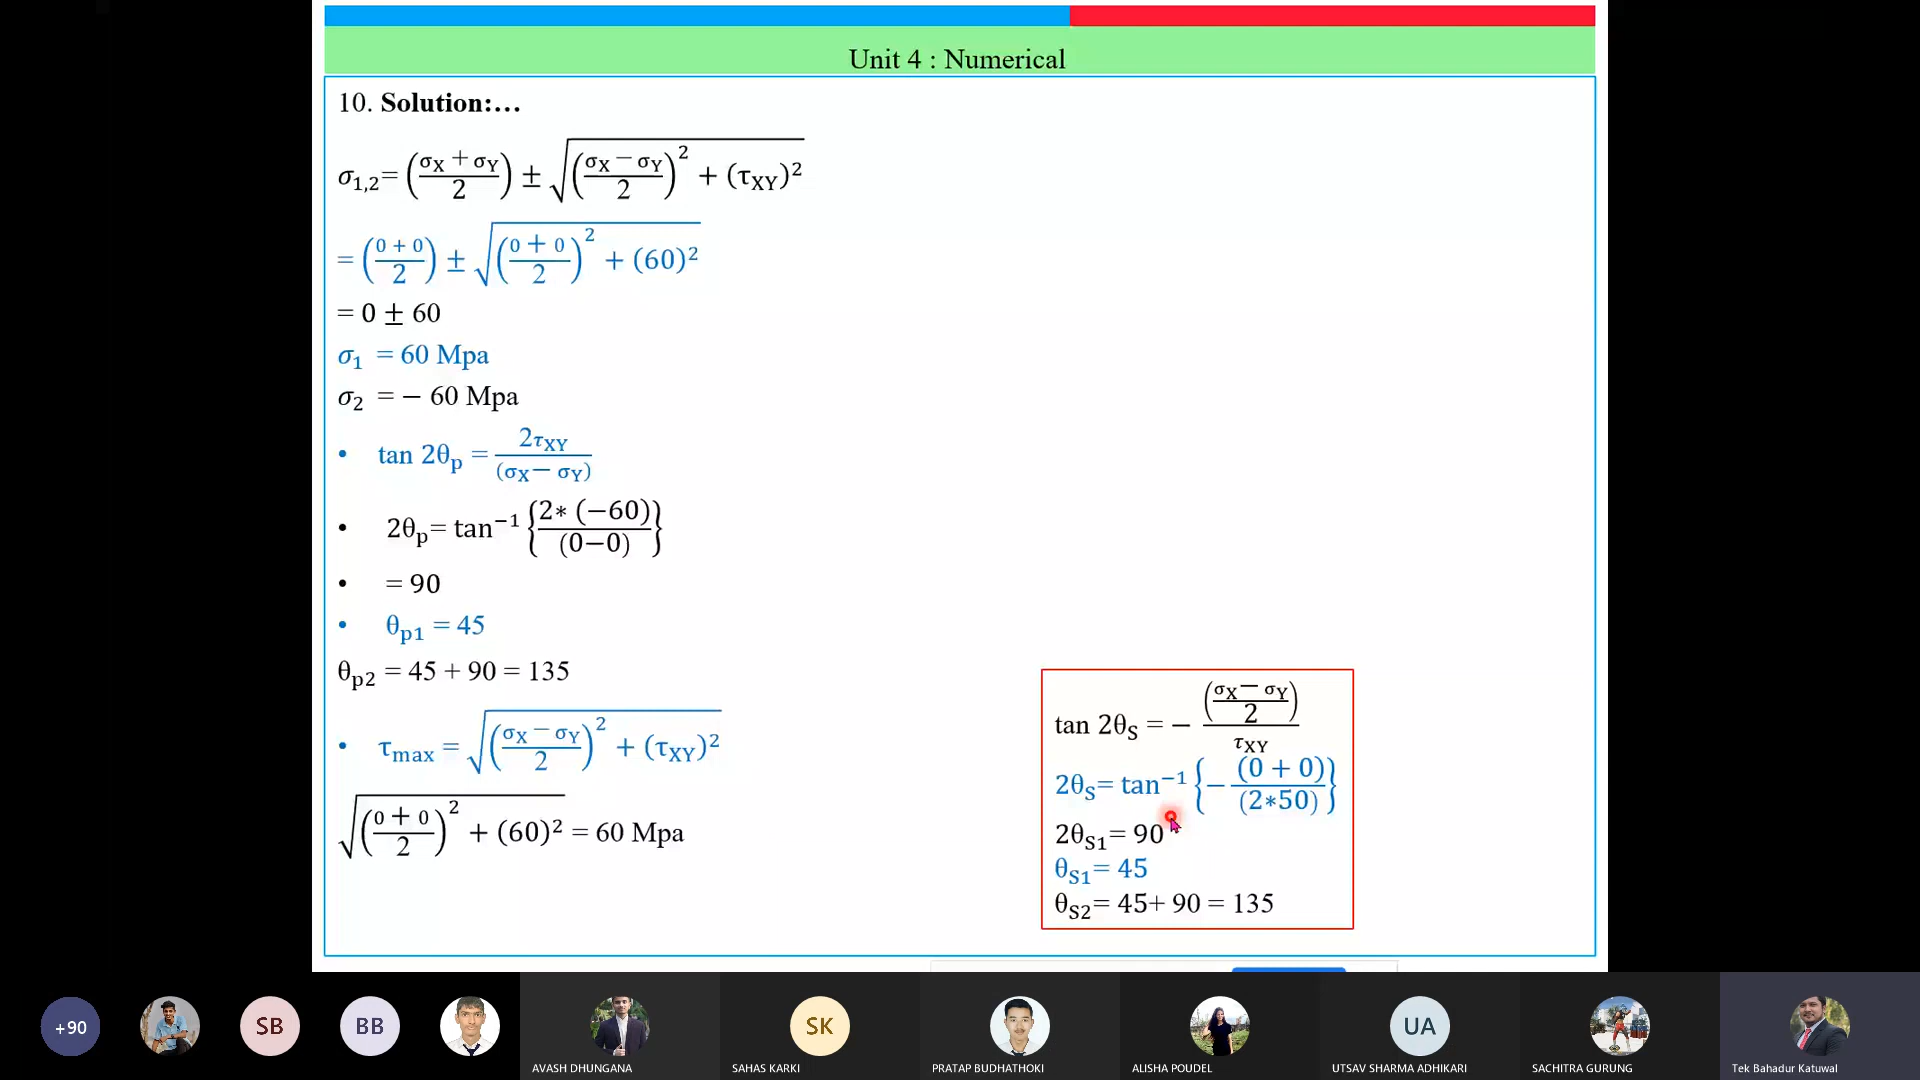 Unit 4 : Numerical
10. Solution:…
σ1,2= ((σX + σY)/2) ± √(((σX − σY)/2)² + (τXY)²)
= ((0 + 0)/2) ± √(((0 + 0)/2)² + (60)²)
= 0 ± 60
σ1 = 60 Mpa
σ2 = − 60 Mpa
• tan 2θp = 2τXY/(σX− σY)
• 2θp= tan⁻¹ {2∗ (−60)/(0−0)}
• = 90
• θp1 = 45
θp2 = 45 + 90 = 135
• τmax = √(((σX − σY)/2)² + (τXY)²)
√(((0 + 0)/2)² + (60)²) = 60 Mpa
tan 2θS = − ((σX− σY)/2)/τXY
2θS= tan⁻¹ {− (0 + 0)/(2∗50)}
2θS1= 90
θS1= 45
θS2= 45+ 90 = 135
+90
SB
BB
SK
UA
AVASH DHUNGANA
SAHAS KARKI
PRATAP BUDHATHOKI
ALISHA POUDEL
UTSAV SHARMA ADHIKARI
SACHITRA GURUNG
Tek Bahadur Katuwal